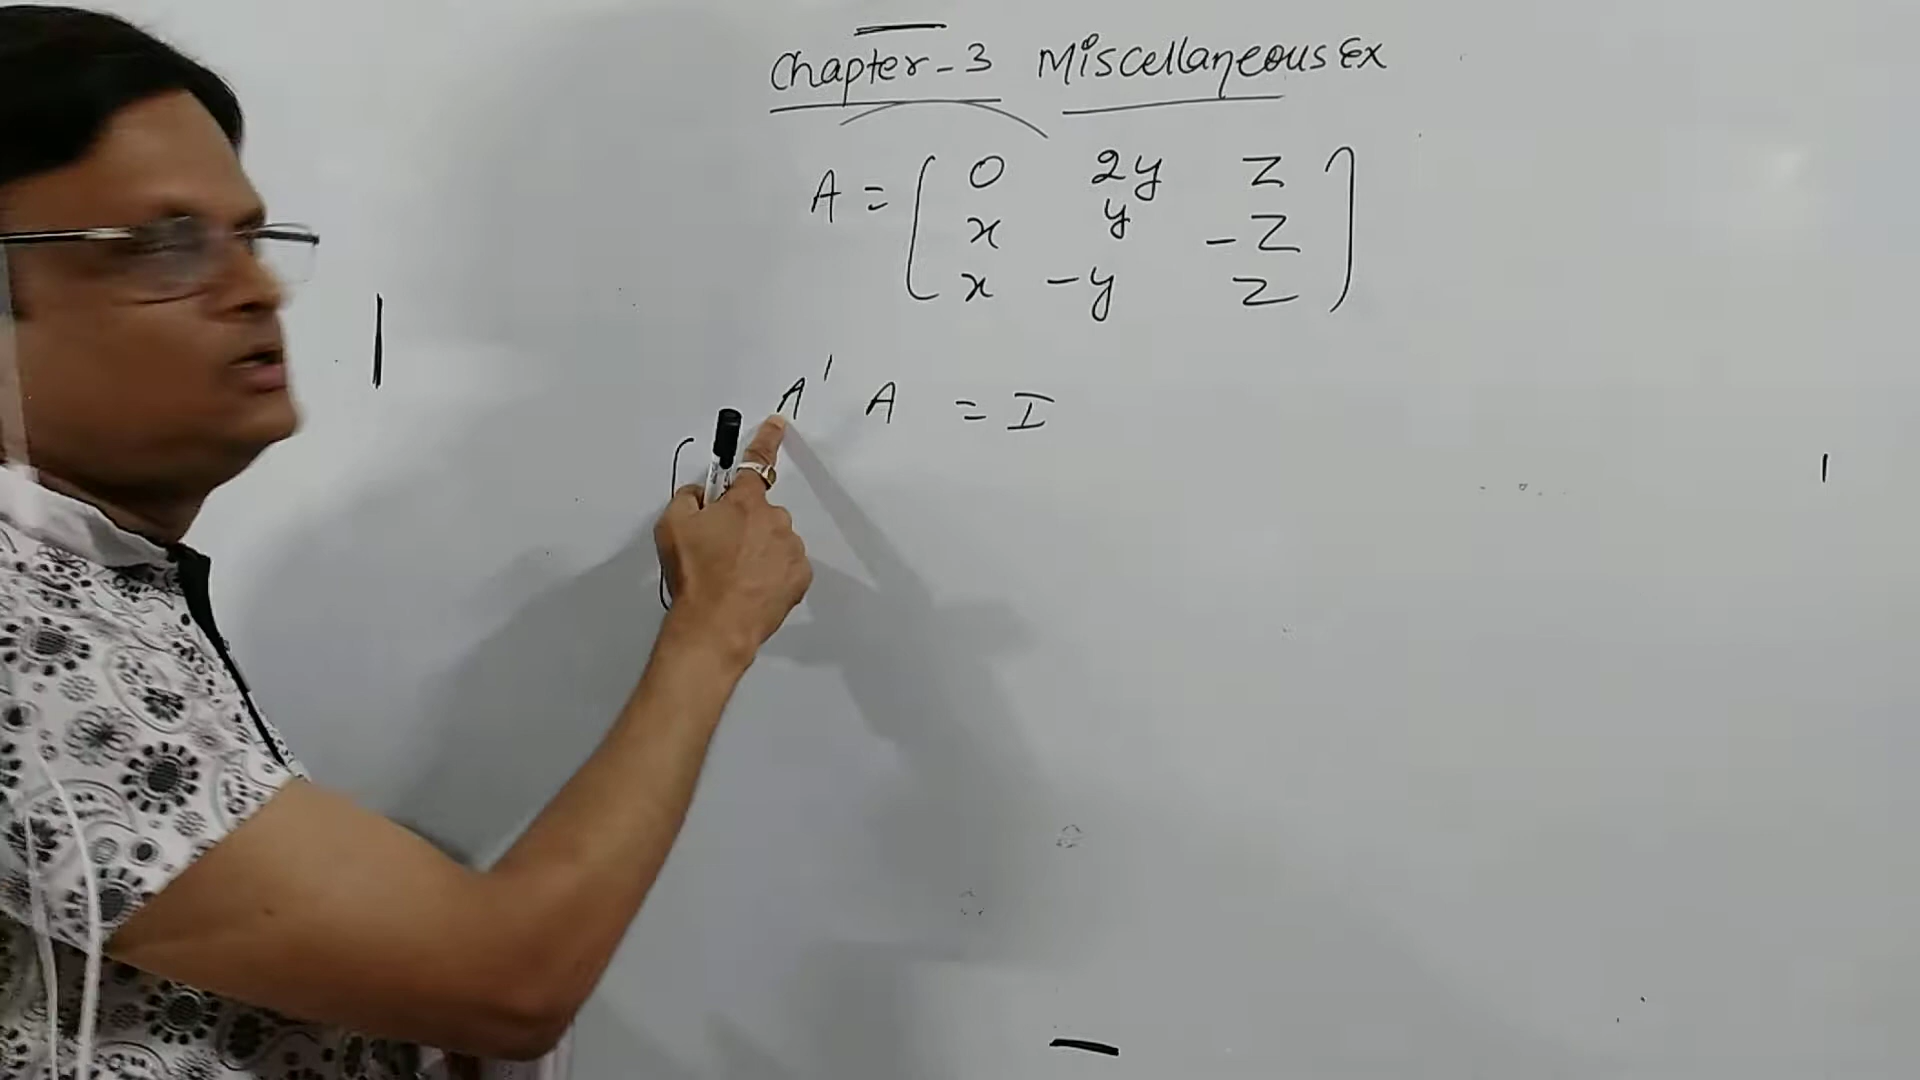 Chapter-3 Miscellaneous Ex
A = [ 0 2y z
x y -z
x -y z ]
A' A = I